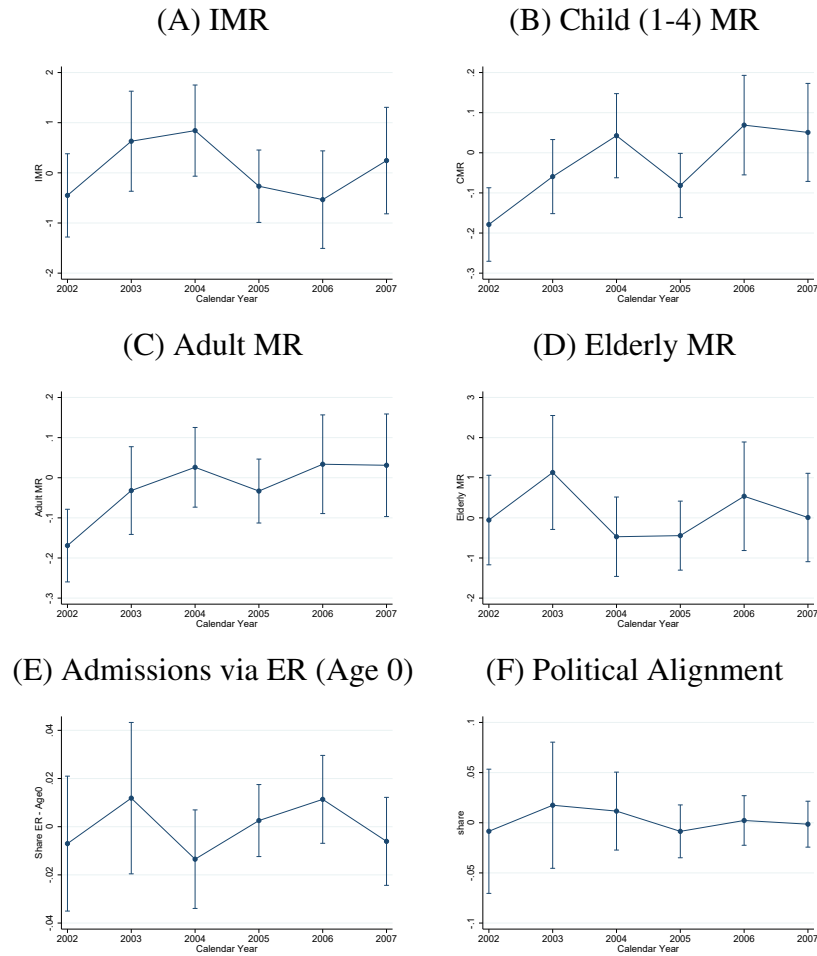 (A) IMR
(B) Child (1-4) MR
2
1
0
-1
-2
IMR
2002 2003 2004 2005 2006 2007
Calendar Year
.2
.1
0
-.1
-.2
-.3
CMR
2002 2003 2004 2005 2006 2007
Calendar Year
(C) Adult MR
(D) Elderly MR
.2
.1
0
-.1
-.2
-.3
Adult MR
2002 2003 2004 2005 2006 2007
Calendar Year
3
2
1
0
-1
-2
Elderly MR
2002 2003 2004 2005 2006 2007
Calendar Year
(E) Admissions via ER (Age 0)
(F) Political Alignment
.04
.02
0
-.02
-.04
Share ER - Age0
2002 2003 2004 2005 2006 2007
Calendar Year
.1
.05
0
-.05
-.1
share
2002 2003 2004 2005 2006 2007
Calendar Year